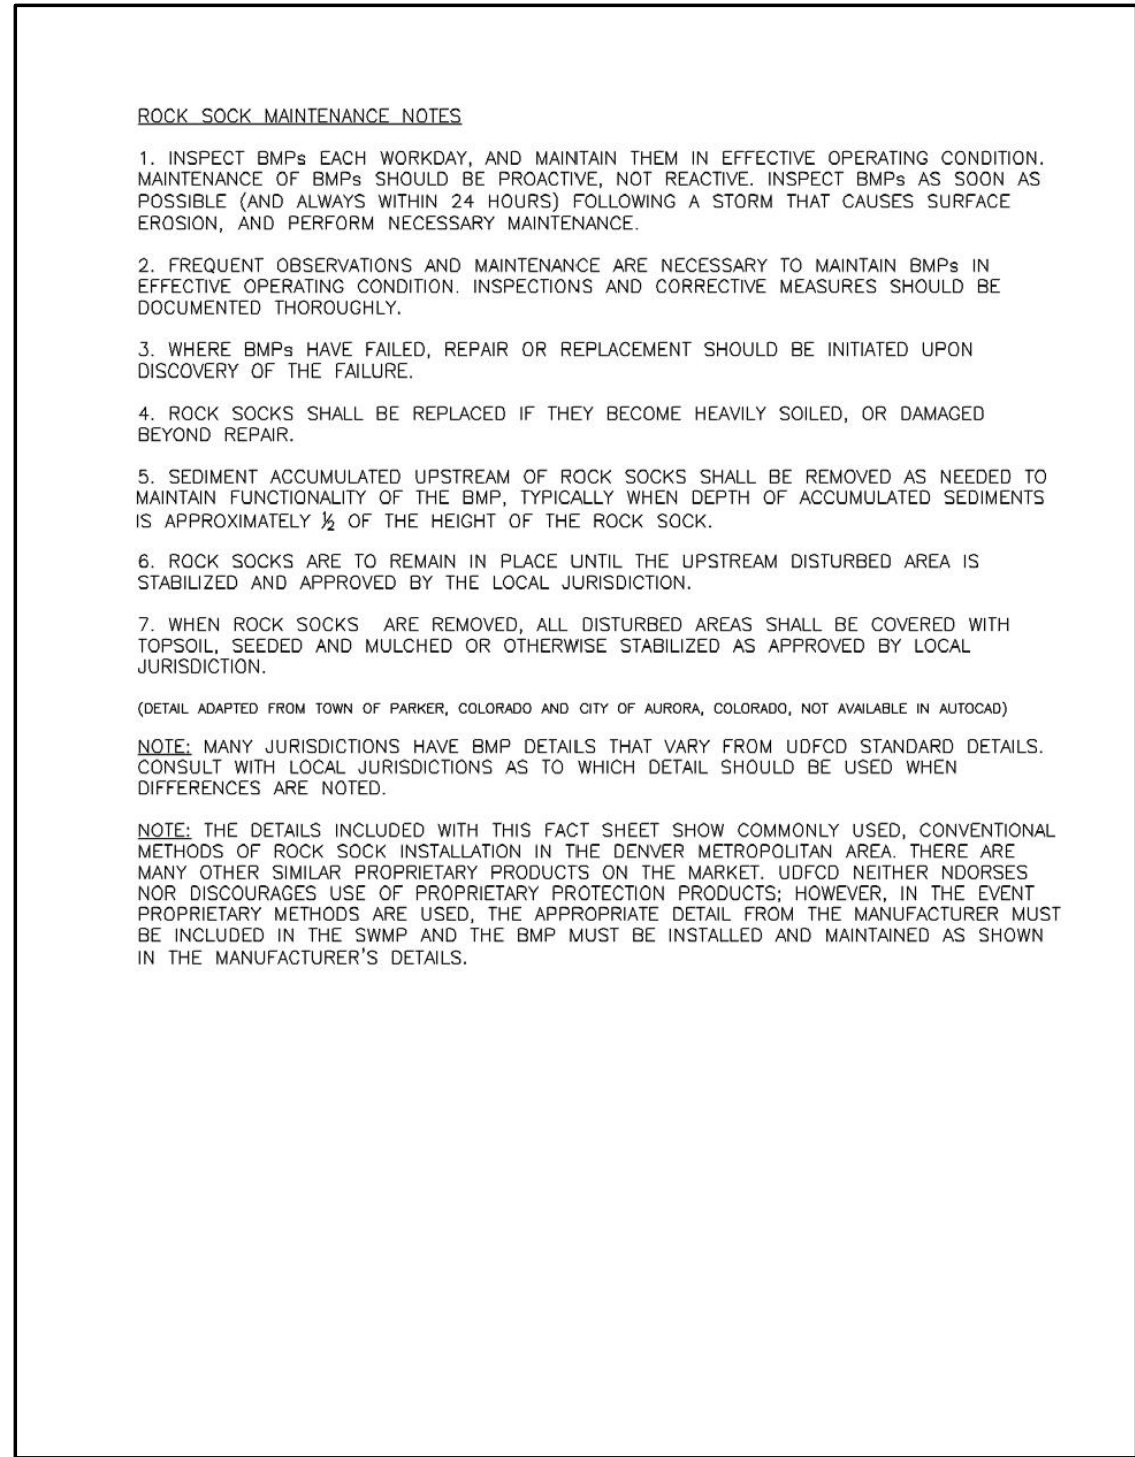 ROCK SOCK MAINTENANCE NOTES
1. INSPECT BMPs EACH WORKDAY, AND MAINTAIN THEM IN EFFECTIVE OPERATING CONDITION.
MAINTENANCE OF BMPs SHOULD BE PROACTIVE, NOT REACTIVE. INSPECT BMPs AS SOON AS
POSSIBLE (AND ALWAYS WITHIN 24 HOURS) FOLLOWING A STORM THAT CAUSES SURFACE
EROSION, AND PERFORM NECESSARY MAINTENANCE.
2. FREQUENT OBSERVATIONS AND MAINTENANCE ARE NECESSARY TO MAINTAIN BMPs IN
EFFECTIVE OPERATING CONDITION. INSPECTIONS AND CORRECTIVE MEASURES SHOULD BE
DOCUMENTED THOROUGHLY.
3. WHERE BMPs HAVE FAILED, REPAIR OR REPLACEMENT SHOULD BE INITIATED UPON
DISCOVERY OF THE FAILURE.
4. ROCK SOCKS SHALL BE REPLACED IF THEY BECOME HEAVILY SOILED, OR DAMAGED
BEYOND REPAIR.
5. SEDIMENT ACCUMULATED UPSTREAM OF ROCK SOCKS SHALL BE REMOVED AS NEEDED TO
MAINTAIN FUNCTIONALITY OF THE BMP, TYPICALLY WHEN DEPTH OF ACCUMULATED SEDIMENTS
IS APPROXIMATELY ½ OF THE HEIGHT OF THE ROCK SOCK.
6. ROCK SOCKS ARE TO REMAIN IN PLACE UNTIL THE UPSTREAM DISTURBED AREA IS
STABILIZED AND APPROVED BY THE LOCAL JURISDICTION.
7. WHEN ROCK SOCKS ARE REMOVED, ALL DISTURBED AREAS SHALL BE COVERED WITH
TOPSOIL, SEEDED AND MULCHED OR OTHERWISE STABILIZED AS APPROVED BY LOCAL
JURISDICTION.
(DETAIL ADAPTED FROM TOWN OF PARKER, COLORADO AND CITY OF AURORA, COLORADO, NOT AVAILABLE IN AUTOCAD)
NOTE: MANY JURISDICTIONS HAVE BMP DETAILS THAT VARY FROM UDFCD STANDARD DETAILS.
CONSULT WITH LOCAL JURISDICTIONS AS TO WHICH DETAIL SHOULD BE USED WHEN
DIFFERENCES ARE NOTED.
NOTE: THE DETAILS INCLUDED WITH THIS FACT SHEET SHOW COMMONLY USED, CONVENTIONAL
METHODS OF ROCK SOCK INSTALLATION IN THE DENVER METROPOLITAN AREA. THERE ARE
MANY OTHER SIMILAR PROPRIETARY PRODUCTS ON THE MARKET. UDFCD NEITHER NDORSES
NOR DISCOURAGES USE OF PROPRIETARY PROTECTION PRODUCTS; HOWEVER, IN THE EVENT
PROPRIETARY METHODS ARE USED, THE APPROPRIATE DETAIL FROM THE MANUFACTURER MUST
BE INCLUDED IN THE SWMP AND THE BMP MUST BE INSTALLED AND MAINTAINED AS SHOWN
IN THE MANUFACTURER'S DETAILS.